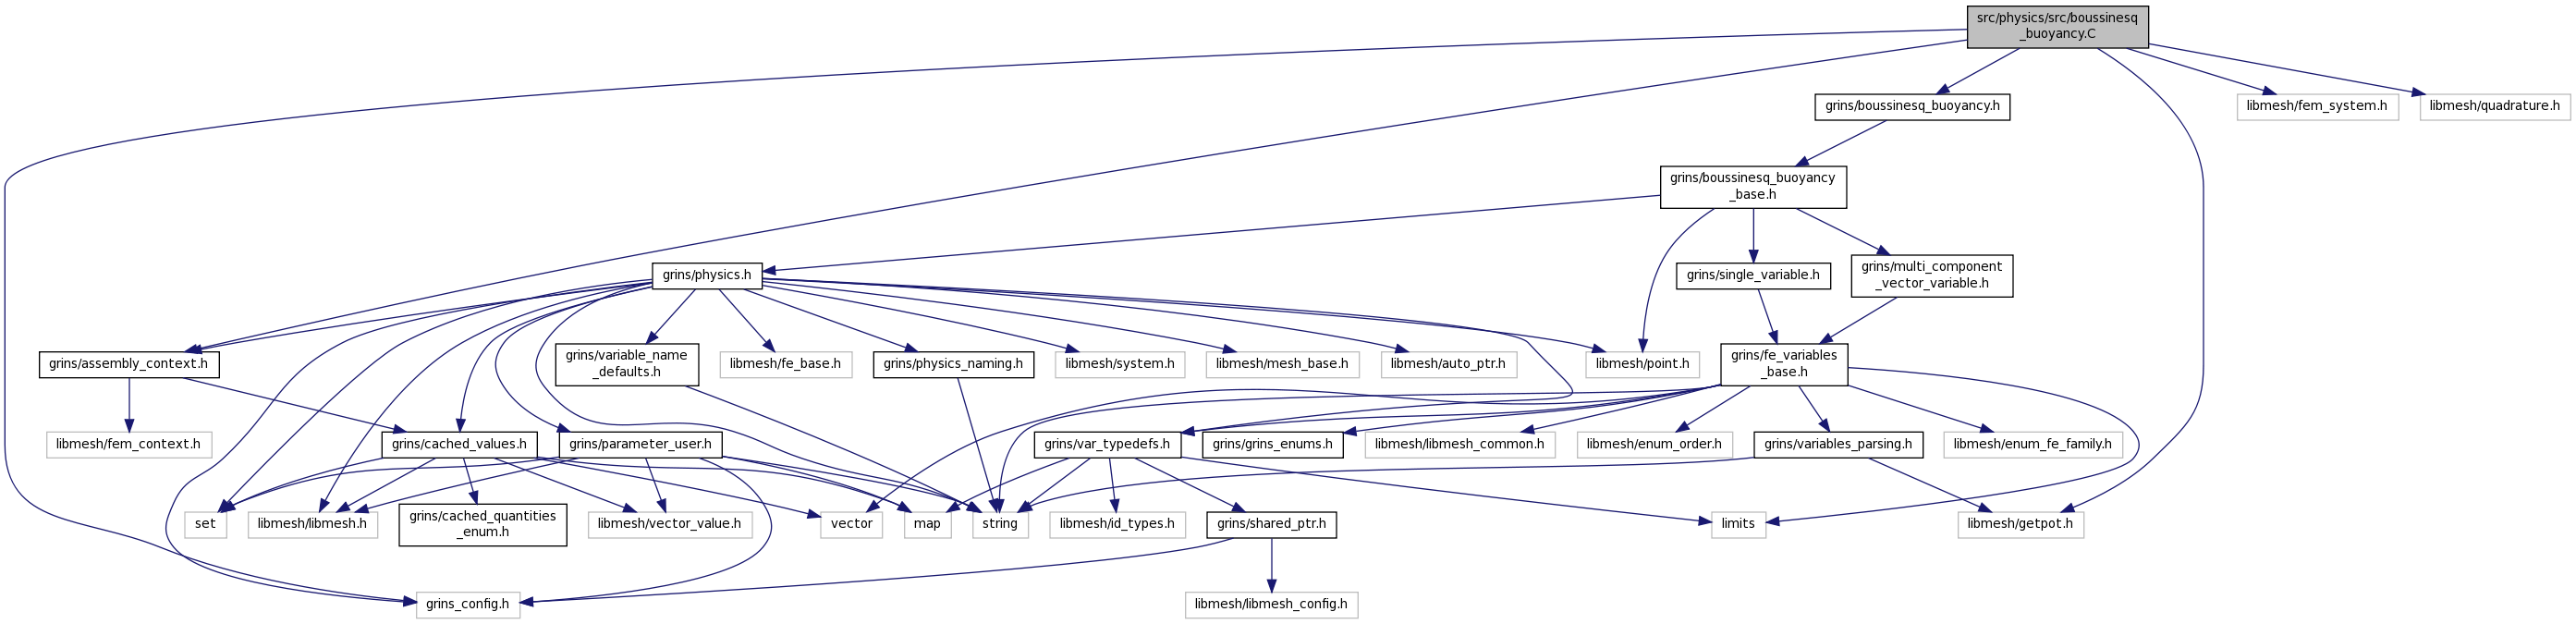 src/physics/src/boussinesq
_buoyancy.C
grins/boussinesq_buoyancy.h
libmesh/fem_system.h
libmesh/quadrature.h
grins/boussinesq_buoyancy
_base.h
grins/physics.h
grins/single_variable.h
grins/multi_component
_vector_variable.h
grins/assembly_context.h
grins/variable_name
_defaults.h
libmesh/fe_base.h
grins/physics_naming.h
libmesh/system.h
libmesh/mesh_base.h
libmesh/auto_ptr.h
libmesh/point.h
grins/fe_variables
_base.h
libmesh/fem_context.h
grins/cached_values.h
grins/parameter_user.h
grins/var_typedefs.h
grins/grins_enums.h
libmesh/libmesh_common.h
libmesh/enum_order.h
grins/variables_parsing.h
libmesh/enum_fe_family.h
set
libmesh/libmesh.h
grins/cached_quantities
_enum.h
libmesh/vector_value.h
vector
map
string
libmesh/id_types.h
grins/shared_ptr.h
limits
libmesh/getpot.h
grins_config.h
libmesh/libmesh_config.h